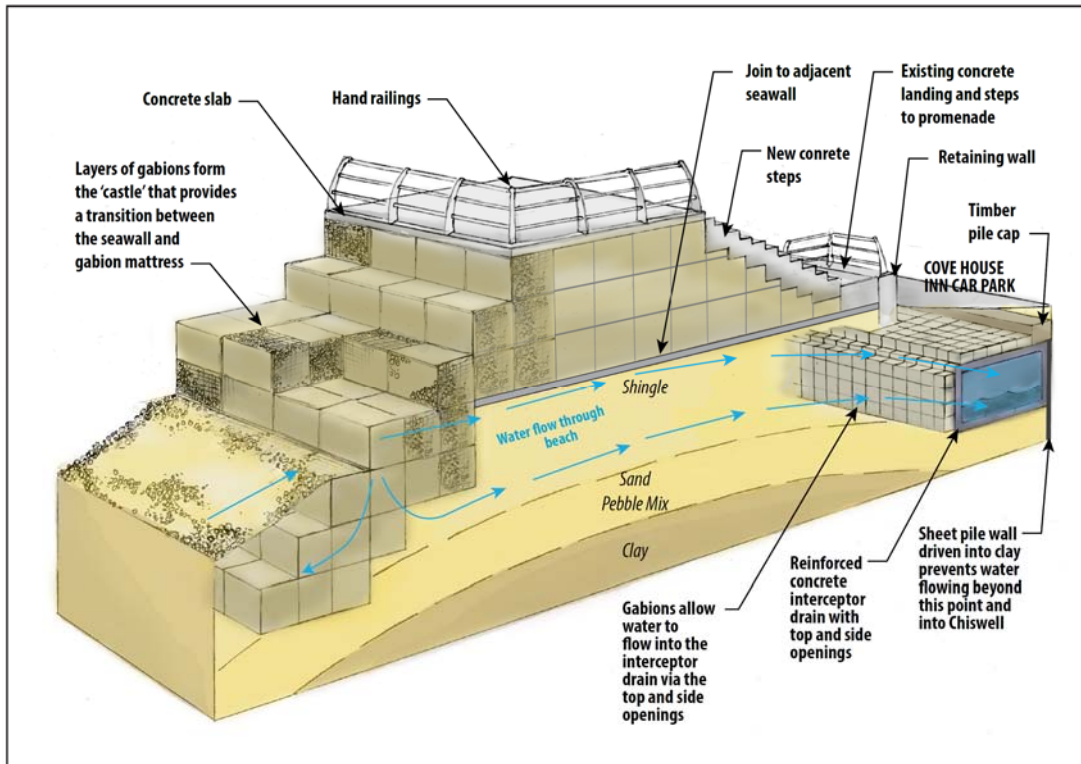 Concrete slab
Hand railings
Join to adjacent
seawall
Existing concrete
landing and steps
to promenade
Layers of gabions form
the ‘castle’ that provides
a transition between
the seawall and
gabion mattress
New conrete
steps
Retaining wall
Timber
pile cap
COVE HOUSE
INN CAR PARK
Shingle
Water flow through
beach
Sand
Pebble Mix
Clay
Gabions allow
water to
flow into the
interceptor
drain via the
top and side
openings
Reinforced
concrete
interceptor
drain with
top and side
openings
Sheet pile wall
driven into clay
prevents water
flowing beyond
this point and
into Chiswell